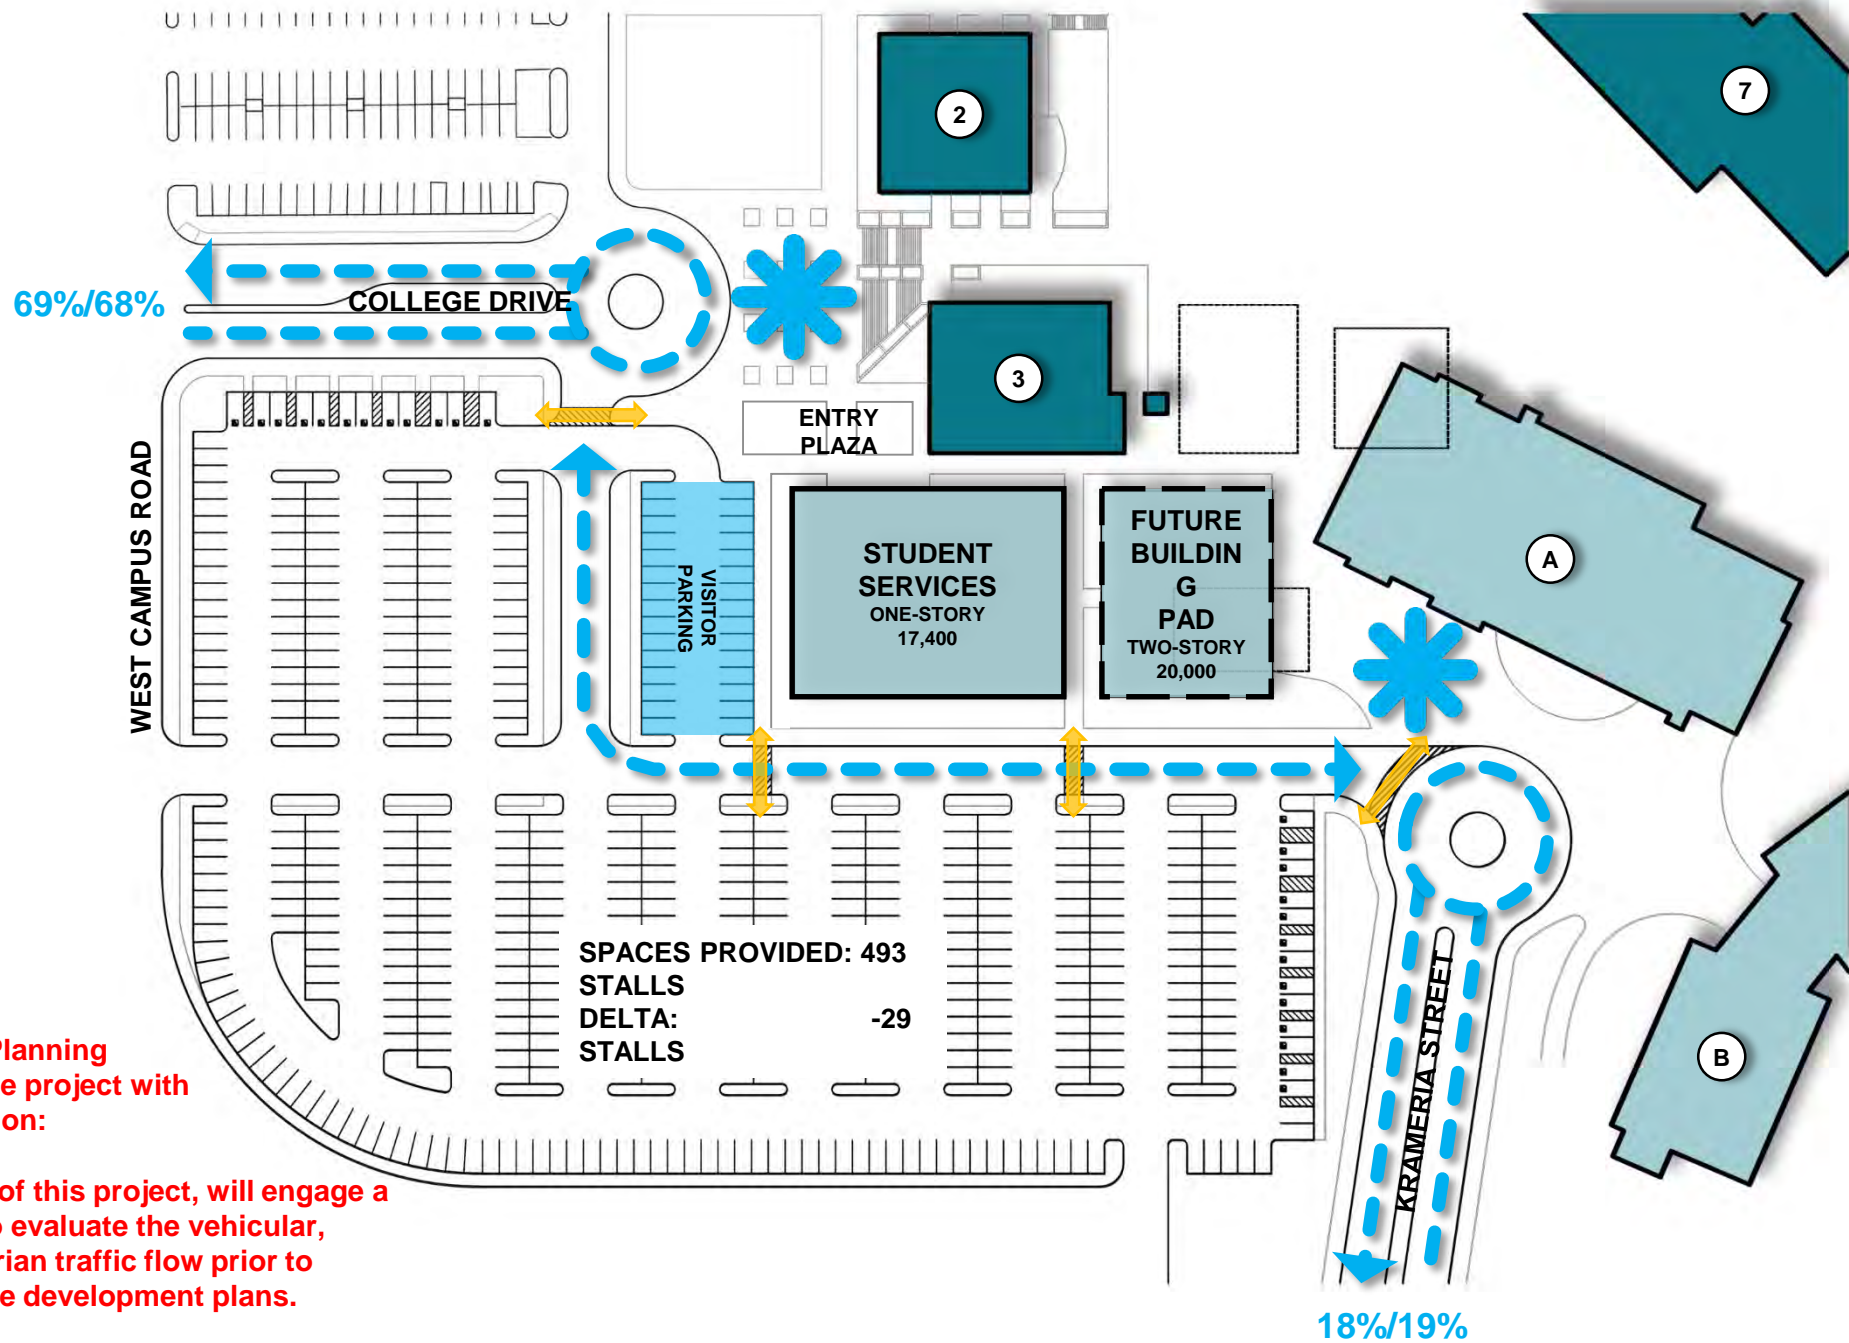 2
7
69%/68%
COLLEGE DRIVE
3
ENTRY
PLAZA
WEST CAMPUS ROAD
VISITOR
PARKING
STUDENT
SERVICES
ONE-STORY
17,400
FUTURE
BUILDIN
G
PAD
TWO-STORY
20,000
A
SPACES PROVIDED: 493
STALLS
DELTA: -29
STALLS
KRAMERIA STREET
B
Planning
e project with
on:
of this project, will engage a
o evaluate the vehicular,
rian traffic flow prior to
e development plans.
18%/19%